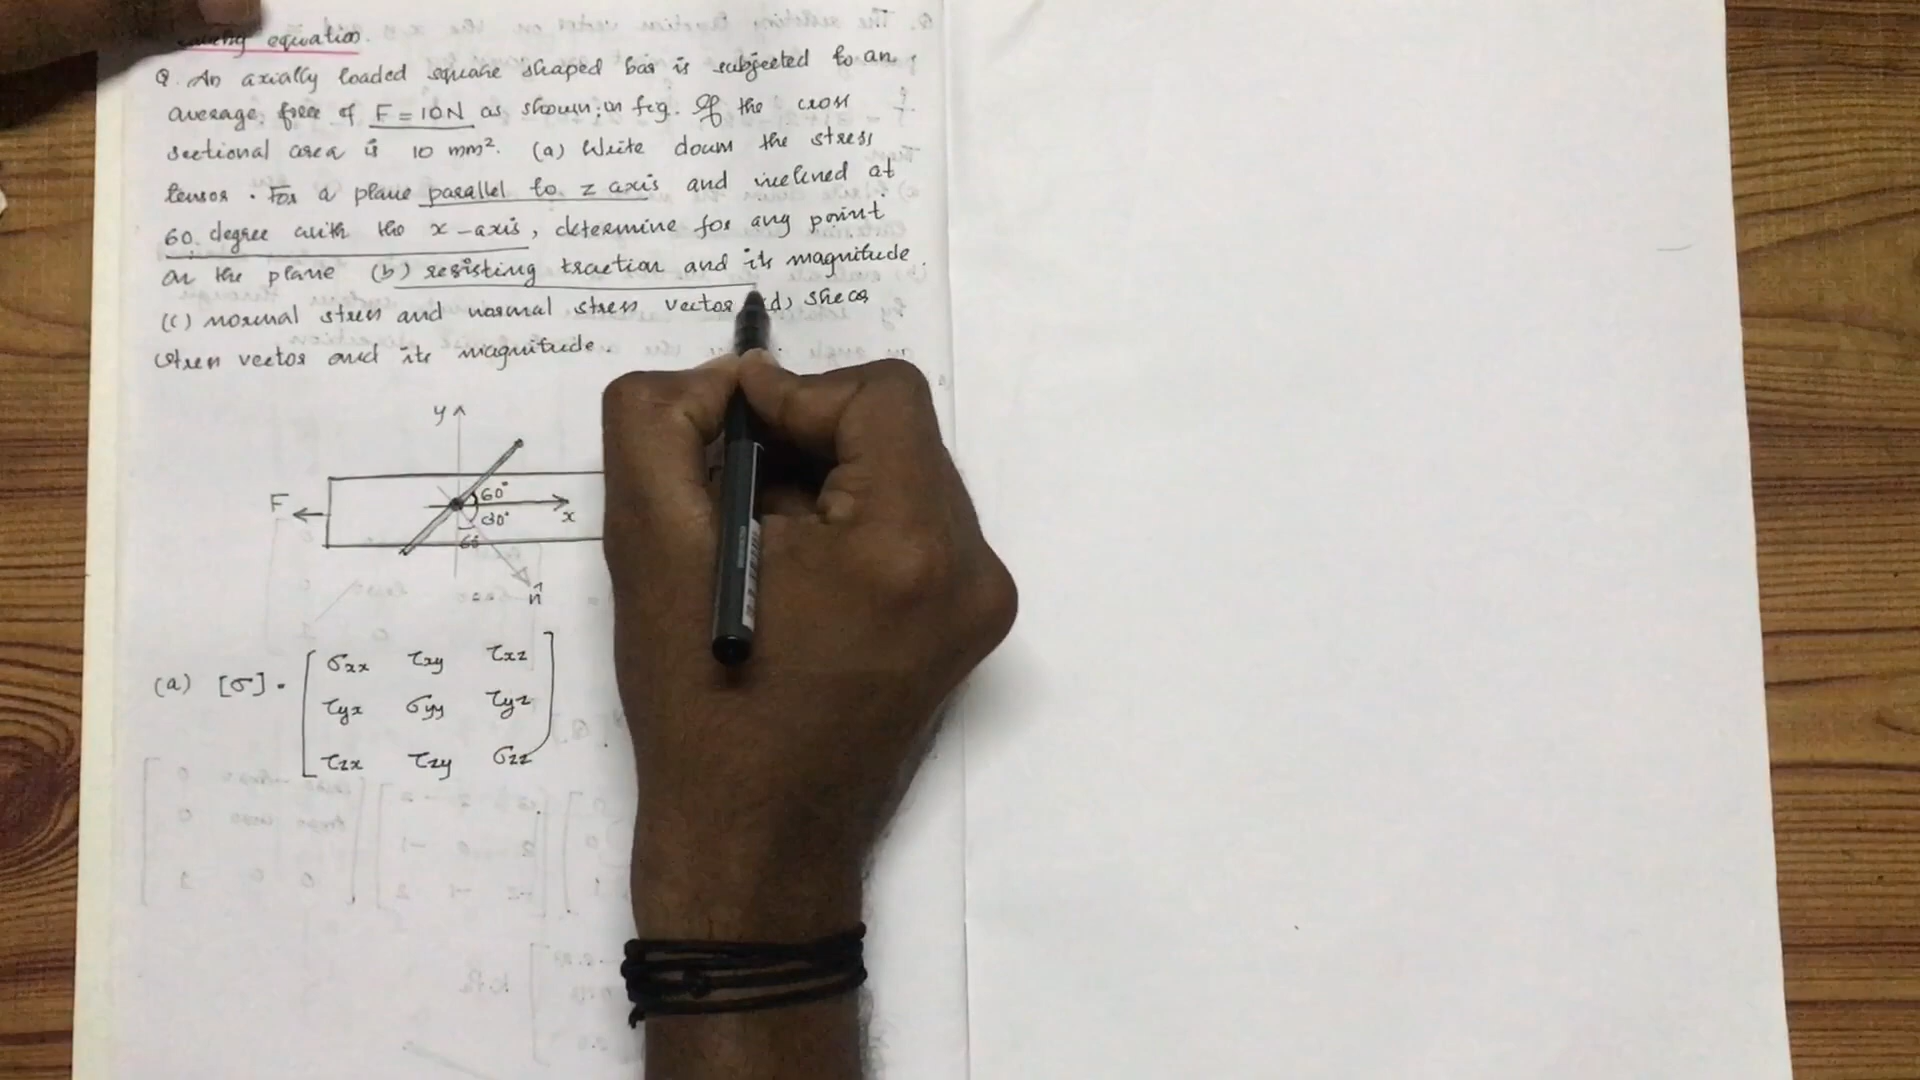 equation.
Q. An axially loaded square shaped bar is subjected to an
average force of F = 10N as shown in fig. If the cross
sectional area is 10 mm². (a) Write down the stress
tensor. For a plane parallel to z axis and inclined at
60 degree with the x-axis, determine for any point
on the plane (b) resisting traction and its magnitude.
(c) normal stress and normal stress vector (d) shear
stress vector and its magnitude.
y
60°
F
30°
x
60
n̂
(a) [σ] = σxx τxy τxz
τyx σyy τyz
τzx τzy σzz